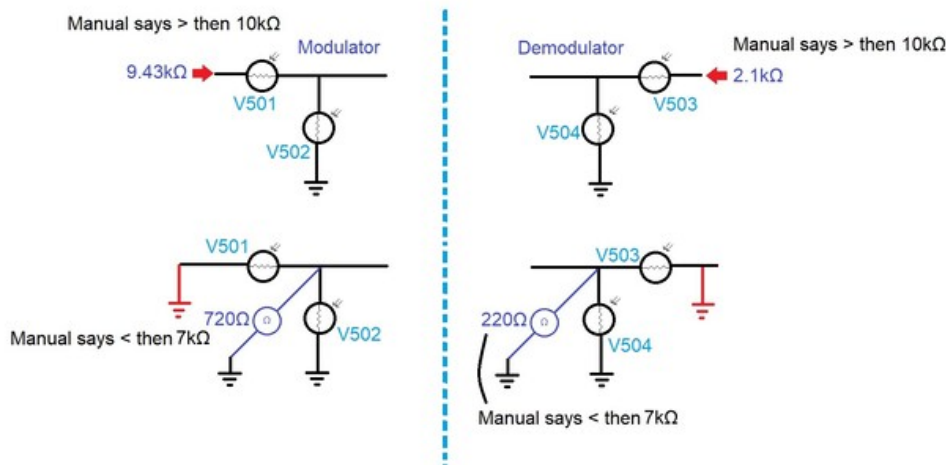 Manual says > then 10kΩ
Modulator
9.43kΩ
V501
V502
Demodulator
Manual says > then 10kΩ
2.1kΩ
V503
V504
V501
720Ω
Ω
V502
Manual says < then 7kΩ
V503
220Ω
Ω
V504
Manual says < then 7kΩ